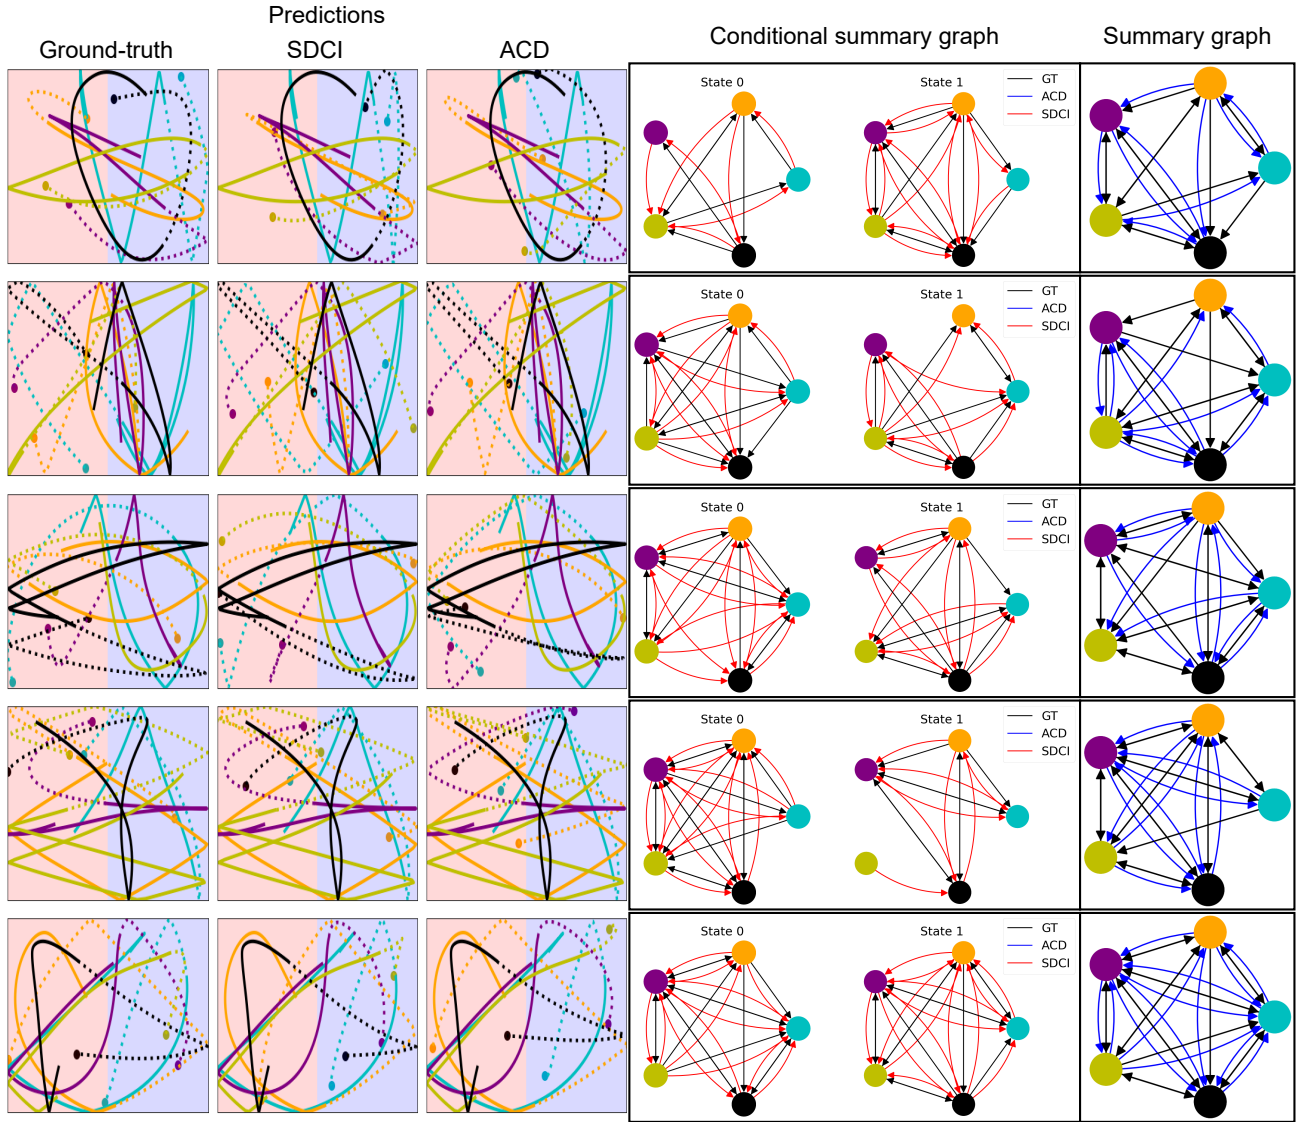 Predictions
Ground-truth SDCI ACD Conditional summary graph Summary graph
State 0 State 1 GT
ACD
SDCI
State 0 State 1 GT
ACD
SDCI
State 0 State 1 GT
ACD
SDCI
State 0 State 1 GT
ACD
SDCI
State 0 State 1 GT
ACD
SDCI